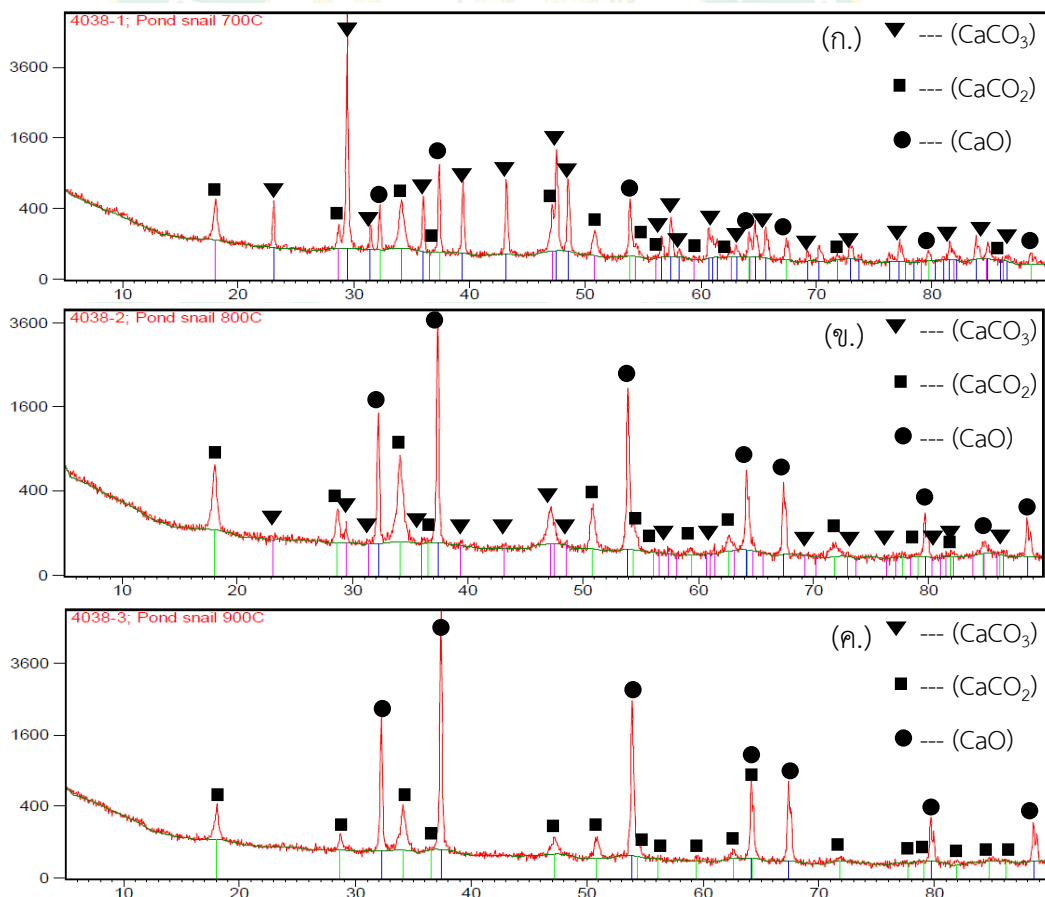 4038-1; Pond snail 700C
(ก.)
▼ --- (CaCO₃)
■ --- (CaCO₂)
● --- (CaO)
3600
1600
400
0
10 20 30 40 50 60 70 80
4038-2; Pond snail 800C
(ข.)
▼ --- (CaCO₃)
■ --- (CaCO₂)
● --- (CaO)
3600
1600
400
0
10 20 30 40 50 60 70 80
4038-3; Pond snail 900C
(ค.)
▼ --- (CaCO₃)
■ --- (CaCO₂)
● --- (CaO)
3600
1600
400
0
10 20 30 40 50 60 70 80